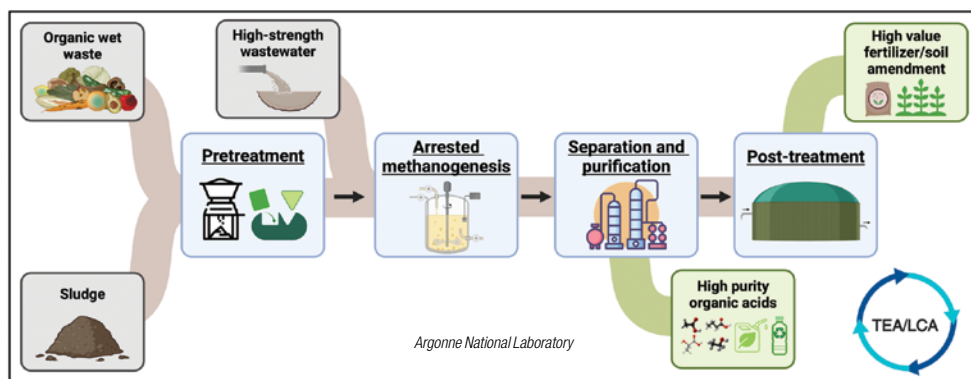 Organic wet
waste
High-strength
wastewater
High value
fertilizer/soil
amendment
Pretreatment
Arrested
methanogenesis
Separation and
purification
Post-treatment
Sludge
High purity
organic acids
Argonne National Laboratory
TEA/LCA